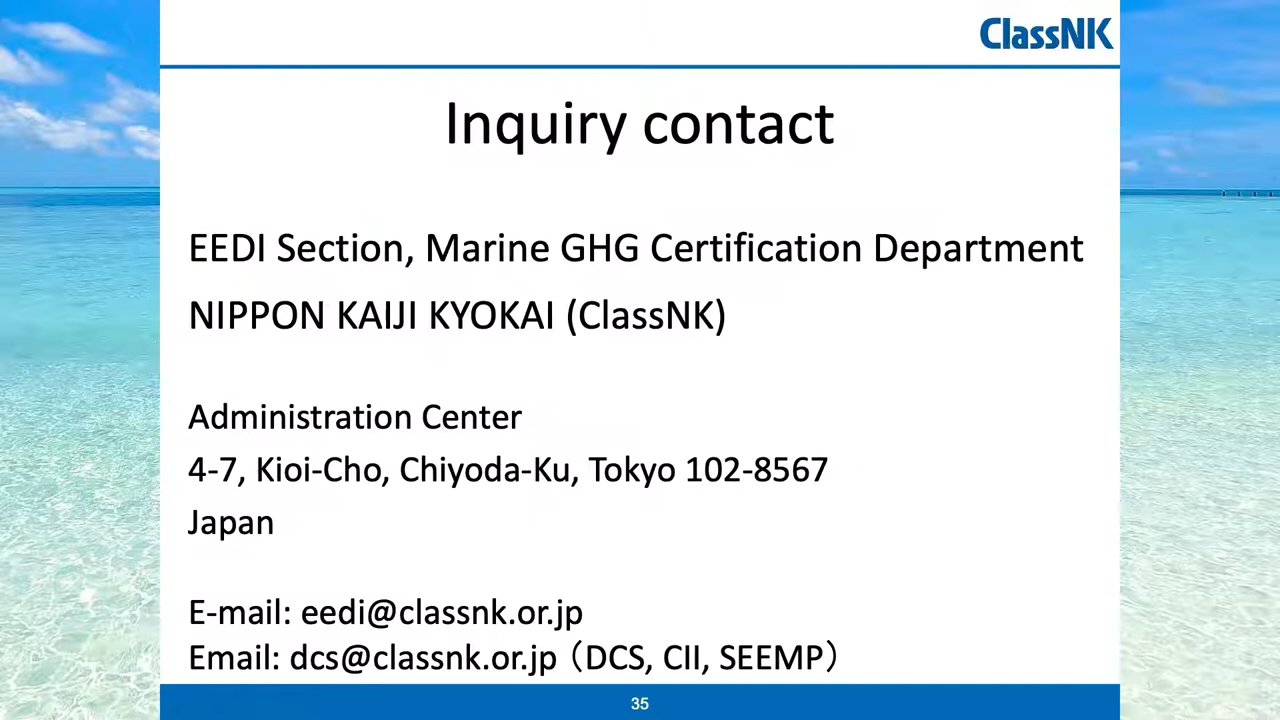 ClassNK
Inquiry contact
EEDI Section, Marine GHG Certification Department
NIPPON KAIJI KYOKAI (ClassNK)
Administration Center
4-7, Kioi-Cho, Chiyoda-Ku, Tokyo 102-8567
Japan
E-mail: eedi@classnk.or.jp
Email: dcs@classnk.or.jp（DCS, CII, SEEMP）
35